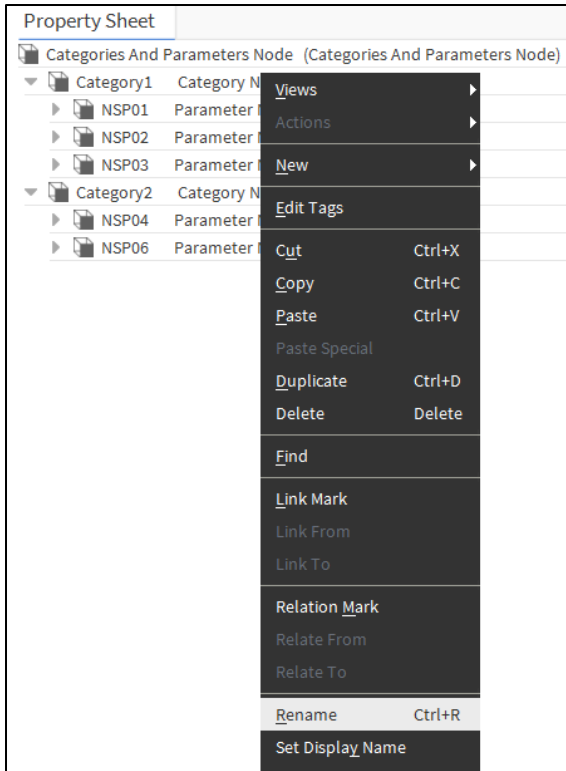 Property Sheet
Categories And Parameters Node (Categories And Parameters Node)
Category1 Category N
NSP01 Parameter
NSP02 Parameter
NSP03 Parameter
Category2 Category N
NSP04 Parameter
NSP06 Parameter
Views
Actions
New
Edit Tags
Cut Ctrl+X
Copy Ctrl+C
Paste Ctrl+V
Paste Special
Duplicate Ctrl+D
Delete Delete
Find
Link Mark
Link From
Link To
Relation Mark
Relate From
Relate To
Rename Ctrl+R
Set Display Name